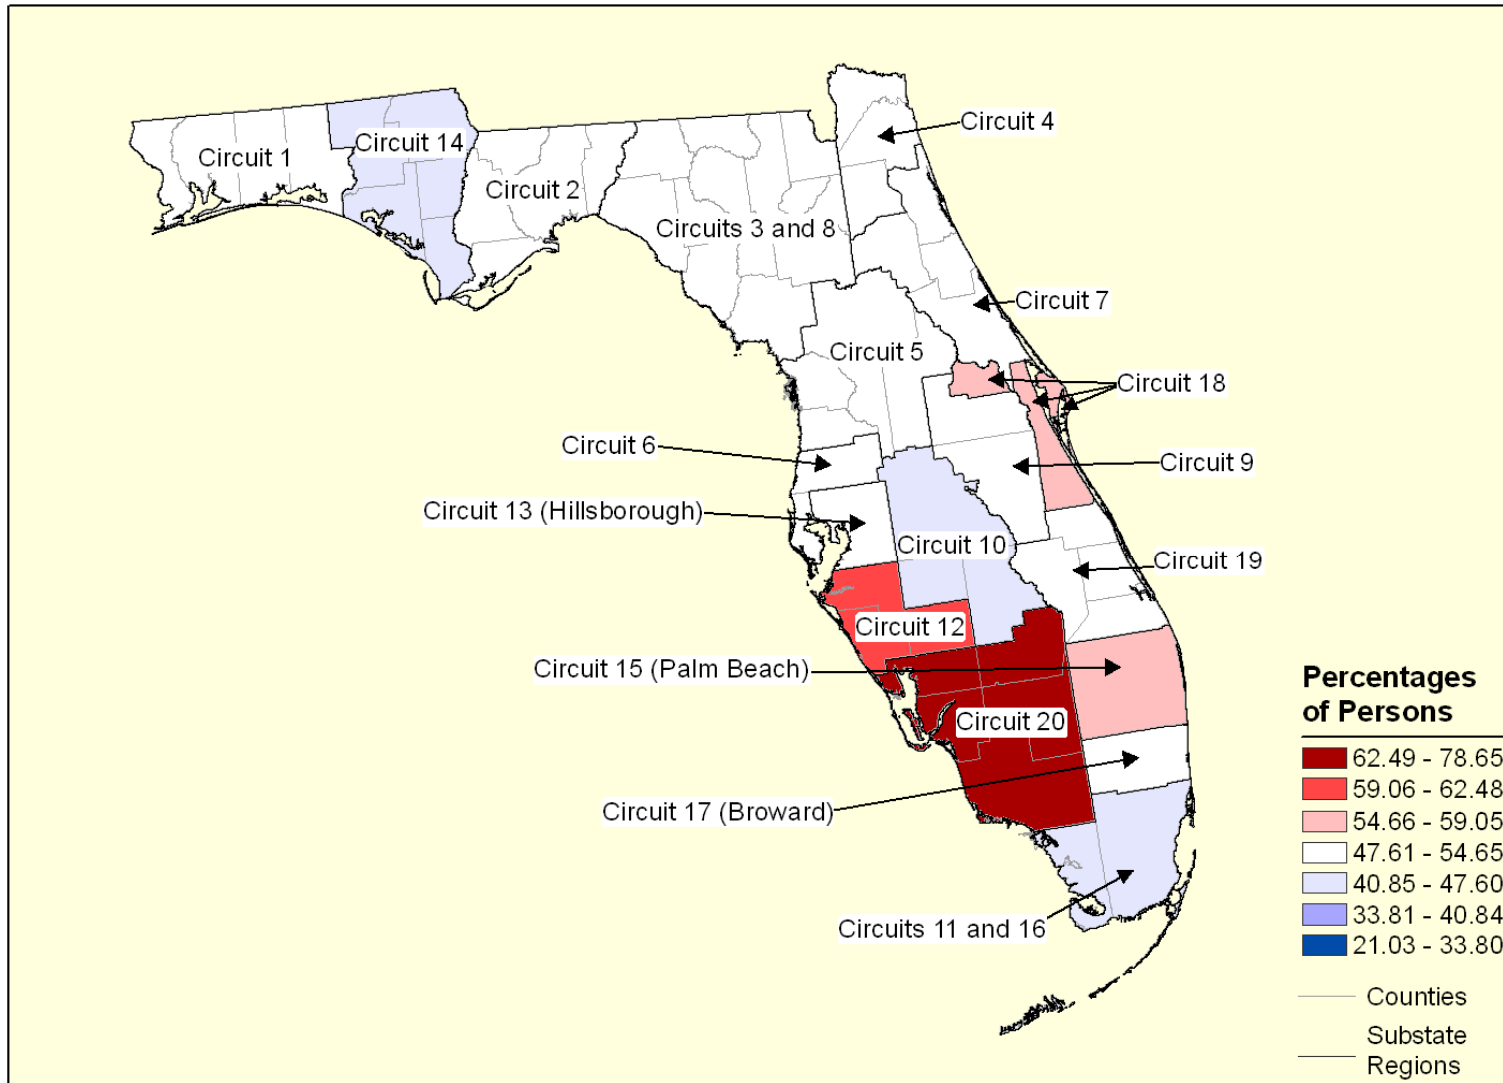 Circuit 4
Circuit 14
Circuit 1
Circuit 2
Circuits 3 and 8
Circuit 7
Circuit 5
Circuit 18
Circuit 6
Circuit 9
Circuit 13 (Hillsborough)
Circuit 10
Circuit 19
Circuit 12
Circuit 15 (Palm Beach)
Circuit 20
Circuit 17 (Broward)
Circuits 11 and 16
Percentages
of Persons
62.49 - 78.65
59.06 - 62.48
54.66 - 59.05
47.61 - 54.65
40.85 - 47.60
33.81 - 40.84
21.03 - 33.80
Counties
Substate
Regions